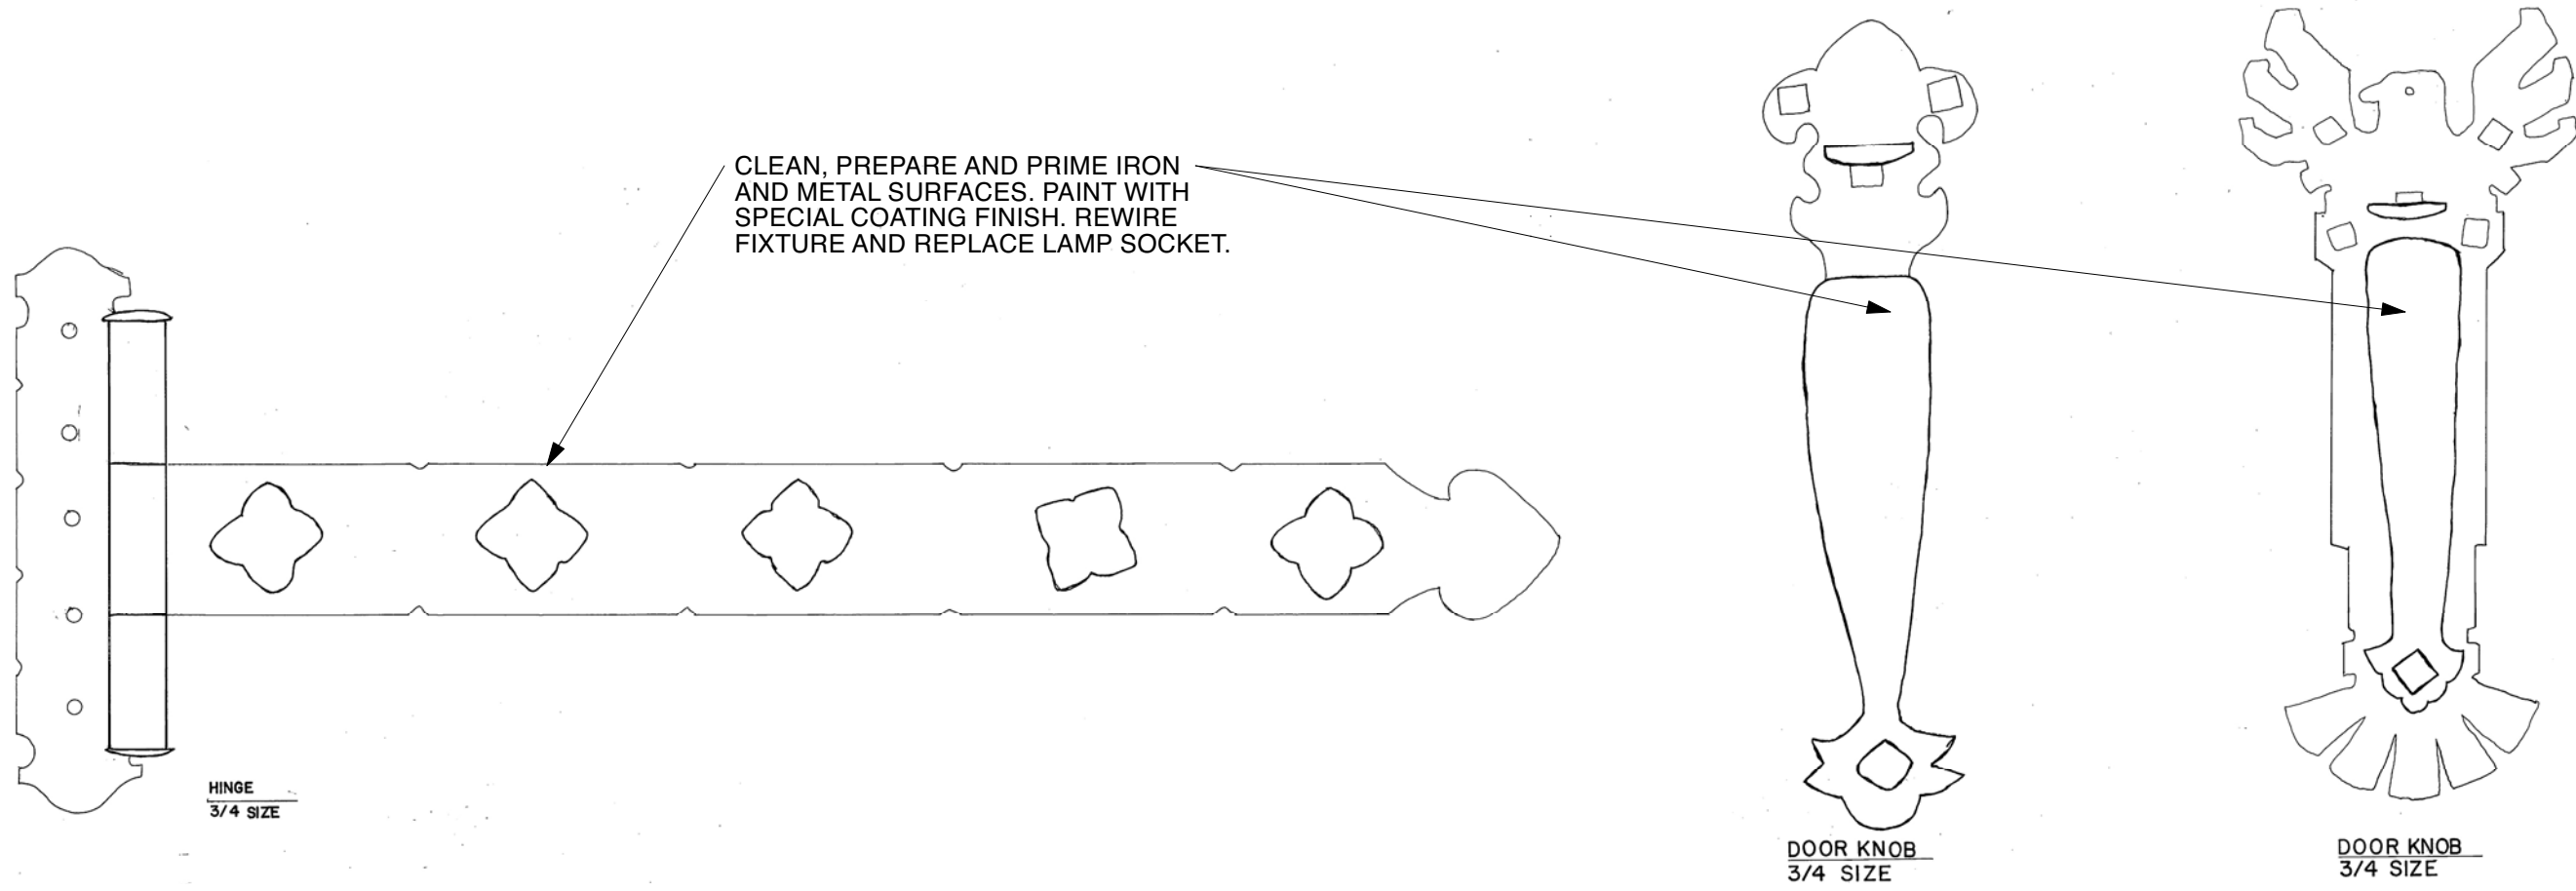 CLEAN, PREPARE AND PRIME IRON
AND METAL SURFACES. PAINT WITH
SPECIAL COATING FINISH. REWIRE
FIXTURE AND REPLACE LAMP SOCKET.
HINGE
3/4 SIZE
DOOR KNOB
3/4 SIZE
DOOR KNOB
3/4 SIZE